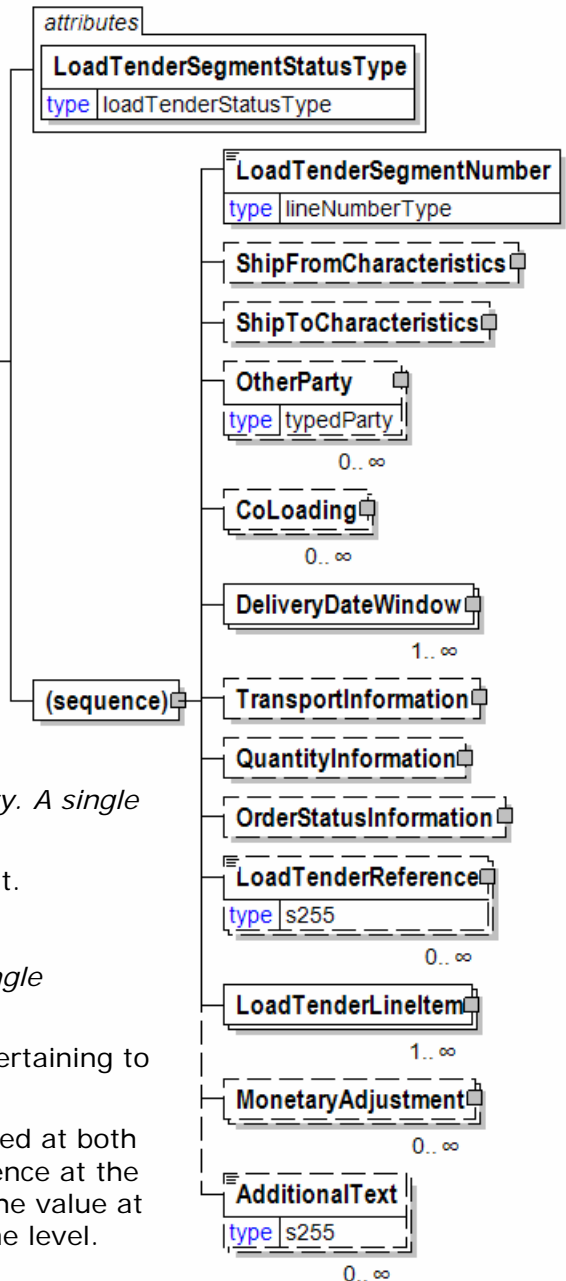 attributes
LoadTenderSegmentStatusType
type loadTenderStatusType
LoadTenderSegmentNumber
type lineNumberType
ShipFromCharacteristics
ShipToCharacteristics
OtherParty
type typedParty
0.. ∞
CoLoading
0.. ∞
DeliveryDateWindow
1.. ∞
(sequence)
TransportInformation
QuantityInformation
OrderStatusInformation
LoadTenderReference
type s255
0.. ∞
LoadTenderLineItem
1.. ∞
MonetaryAdjustment
0.. ∞
AdditionalText
type s255
0.. ∞
y. A single
t.
ngle
ertaining to
ed at both
ence at the
he value at
e level.